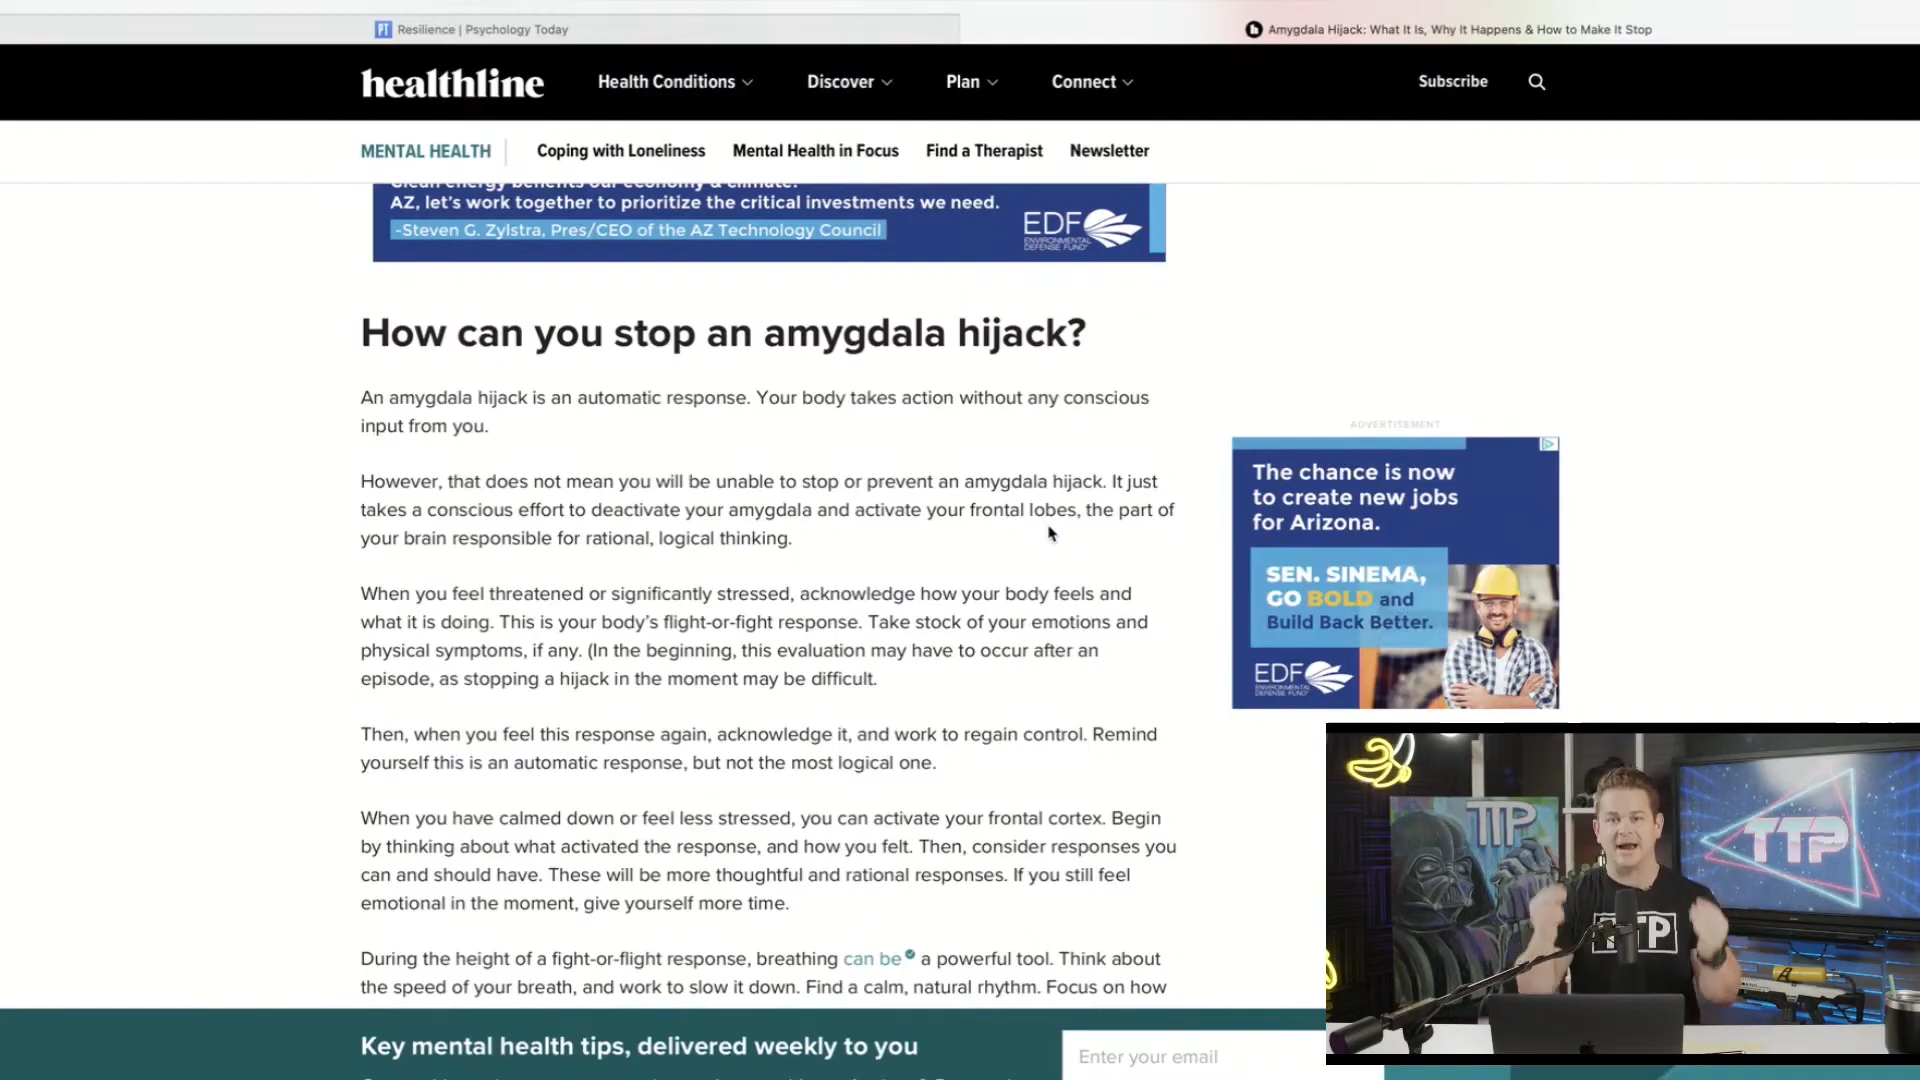 Resilience | Psychology Today
Amygdala Hijack: What It Is, Why It Happens & How to Make It Stop
healthline
Health Conditions
Discover
Plan
Connect
Subscribe
MENTAL HEALTH
Coping with Loneliness
Mental Health in Focus
Find a Therapist
Newsletter
Clean energy benefits our economy & climate.
AZ, let's work together to prioritize the critical investments we need.
-Steven G. Zylstra, Pres/CEO of the AZ Technology Council
EDF
ENVIRONMENTAL
DEFENSE FUND
How can you stop an amygdala hijack?
An amygdala hijack is an automatic response. Your body takes action without any conscious
input from you.
However, that does not mean you will be unable to stop or prevent an amygdala hijack. It just
takes a conscious effort to deactivate your amygdala and activate your frontal lobes, the part of
your brain responsible for rational, logical thinking.
When you feel threatened or significantly stressed, acknowledge how your body feels and
what it is doing. This is your body's flight-or-fight response. Take stock of your emotions and
physical symptoms, if any. (In the beginning, this evaluation may have to occur after an
episode, as stopping a hijack in the moment may be difficult.
Then, when you feel this response again, acknowledge it, and work to regain control. Remind
yourself this is an automatic response, but not the most logical one.
When you have calmed down or feel less stressed, you can activate your frontal cortex. Begin
by thinking about what activated the response, and how you felt. Then, consider responses you
can and should have. These will be more thoughtful and rational responses. If you still feel
emotional in the moment, give yourself more time.
During the height of a fight-or-flight response, breathing can be a powerful tool. Think about
the speed of your breath, and work to slow it down. Find a calm, natural rhythm. Focus on how
ADVERTISEMENT
The chance is now
to create new jobs
for Arizona.
SEN. SINEMA,
GO BOLD and
Build Back Better.
EDF
ENVIRONMENTAL
DEFENSE FUND
TTP
TTP
TTP
Key mental health tips, delivered weekly to you
Enter your email